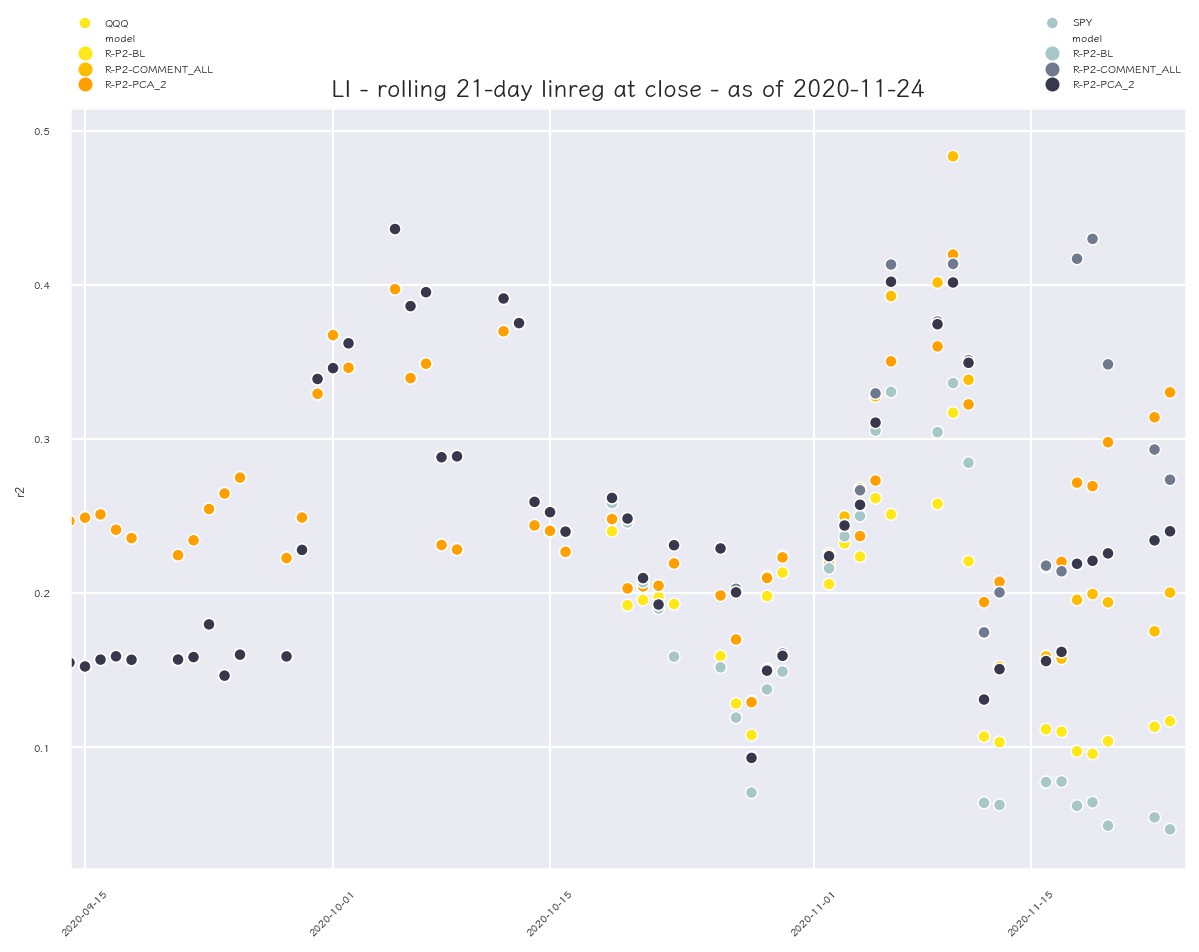 QQQ
model
R-P2-BL
R-P2-COMMENT_ALL
R-P2-PCA_2
SPY
model
R-P2-BL
R-P2-COMMENT_ALL
R-P2-PCA_2
LI - rolling 21-day linreg at close - as of 2020-11-24
0.5
0.4
0.3
0.2
0.1
r2
2020-09-15
2020-10-01
2020-10-15
2020-11-01
2020-11-15